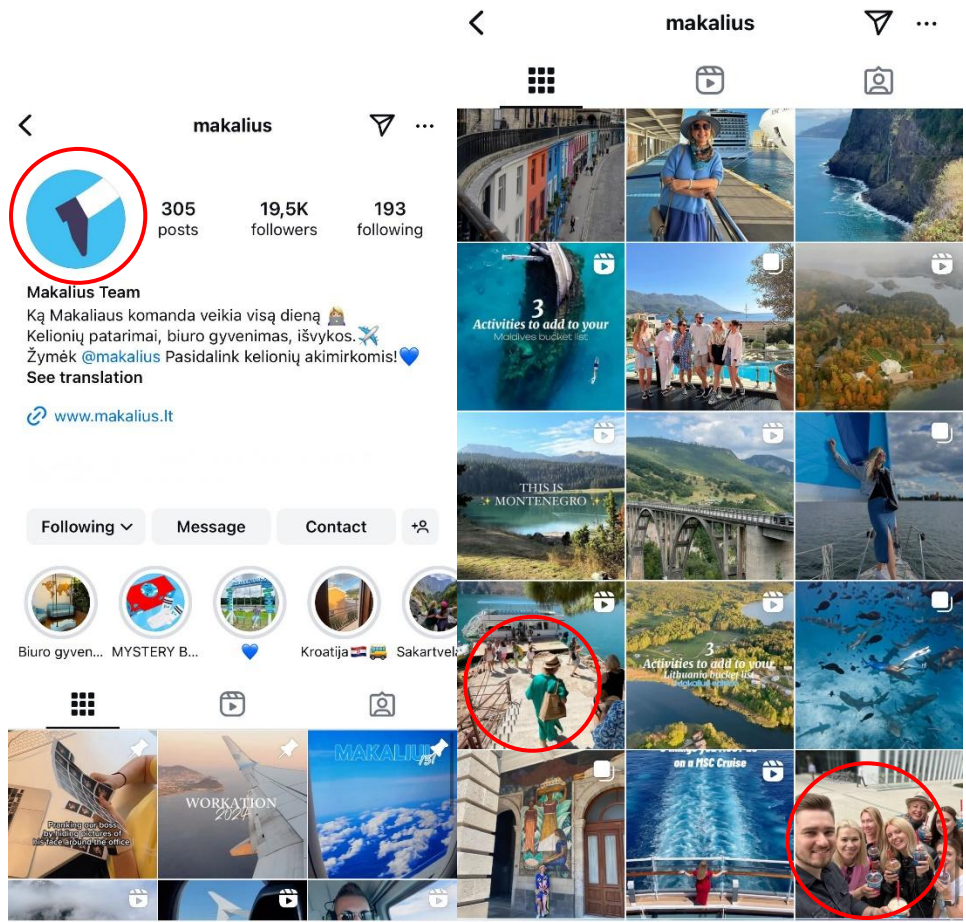 makalius
305
posts
19,5K
followers
193
following
Makalius Team
Ką Makaliaus komanda veikia visą dieną
Kelionių patarimai, biuro gyvenimas, išvykos.
Žymėk @makalius Pasidalink kelionių akimirkomis!
See translation
www.makalius.lt
Following
Message
Contact
Biuro gyven...
MYSTERY B...
Kroatija
Sakartvel
Pranking our boss
by hiding pictures of
his face around the office
WORKATION
2024
MAKALIUS
makalius
3
Activities to add to your
Maldives bucket list
THIS IS
MONTENEGRO
3
Activities to add to your
Lithuania bucket list
on a MSC Cruise